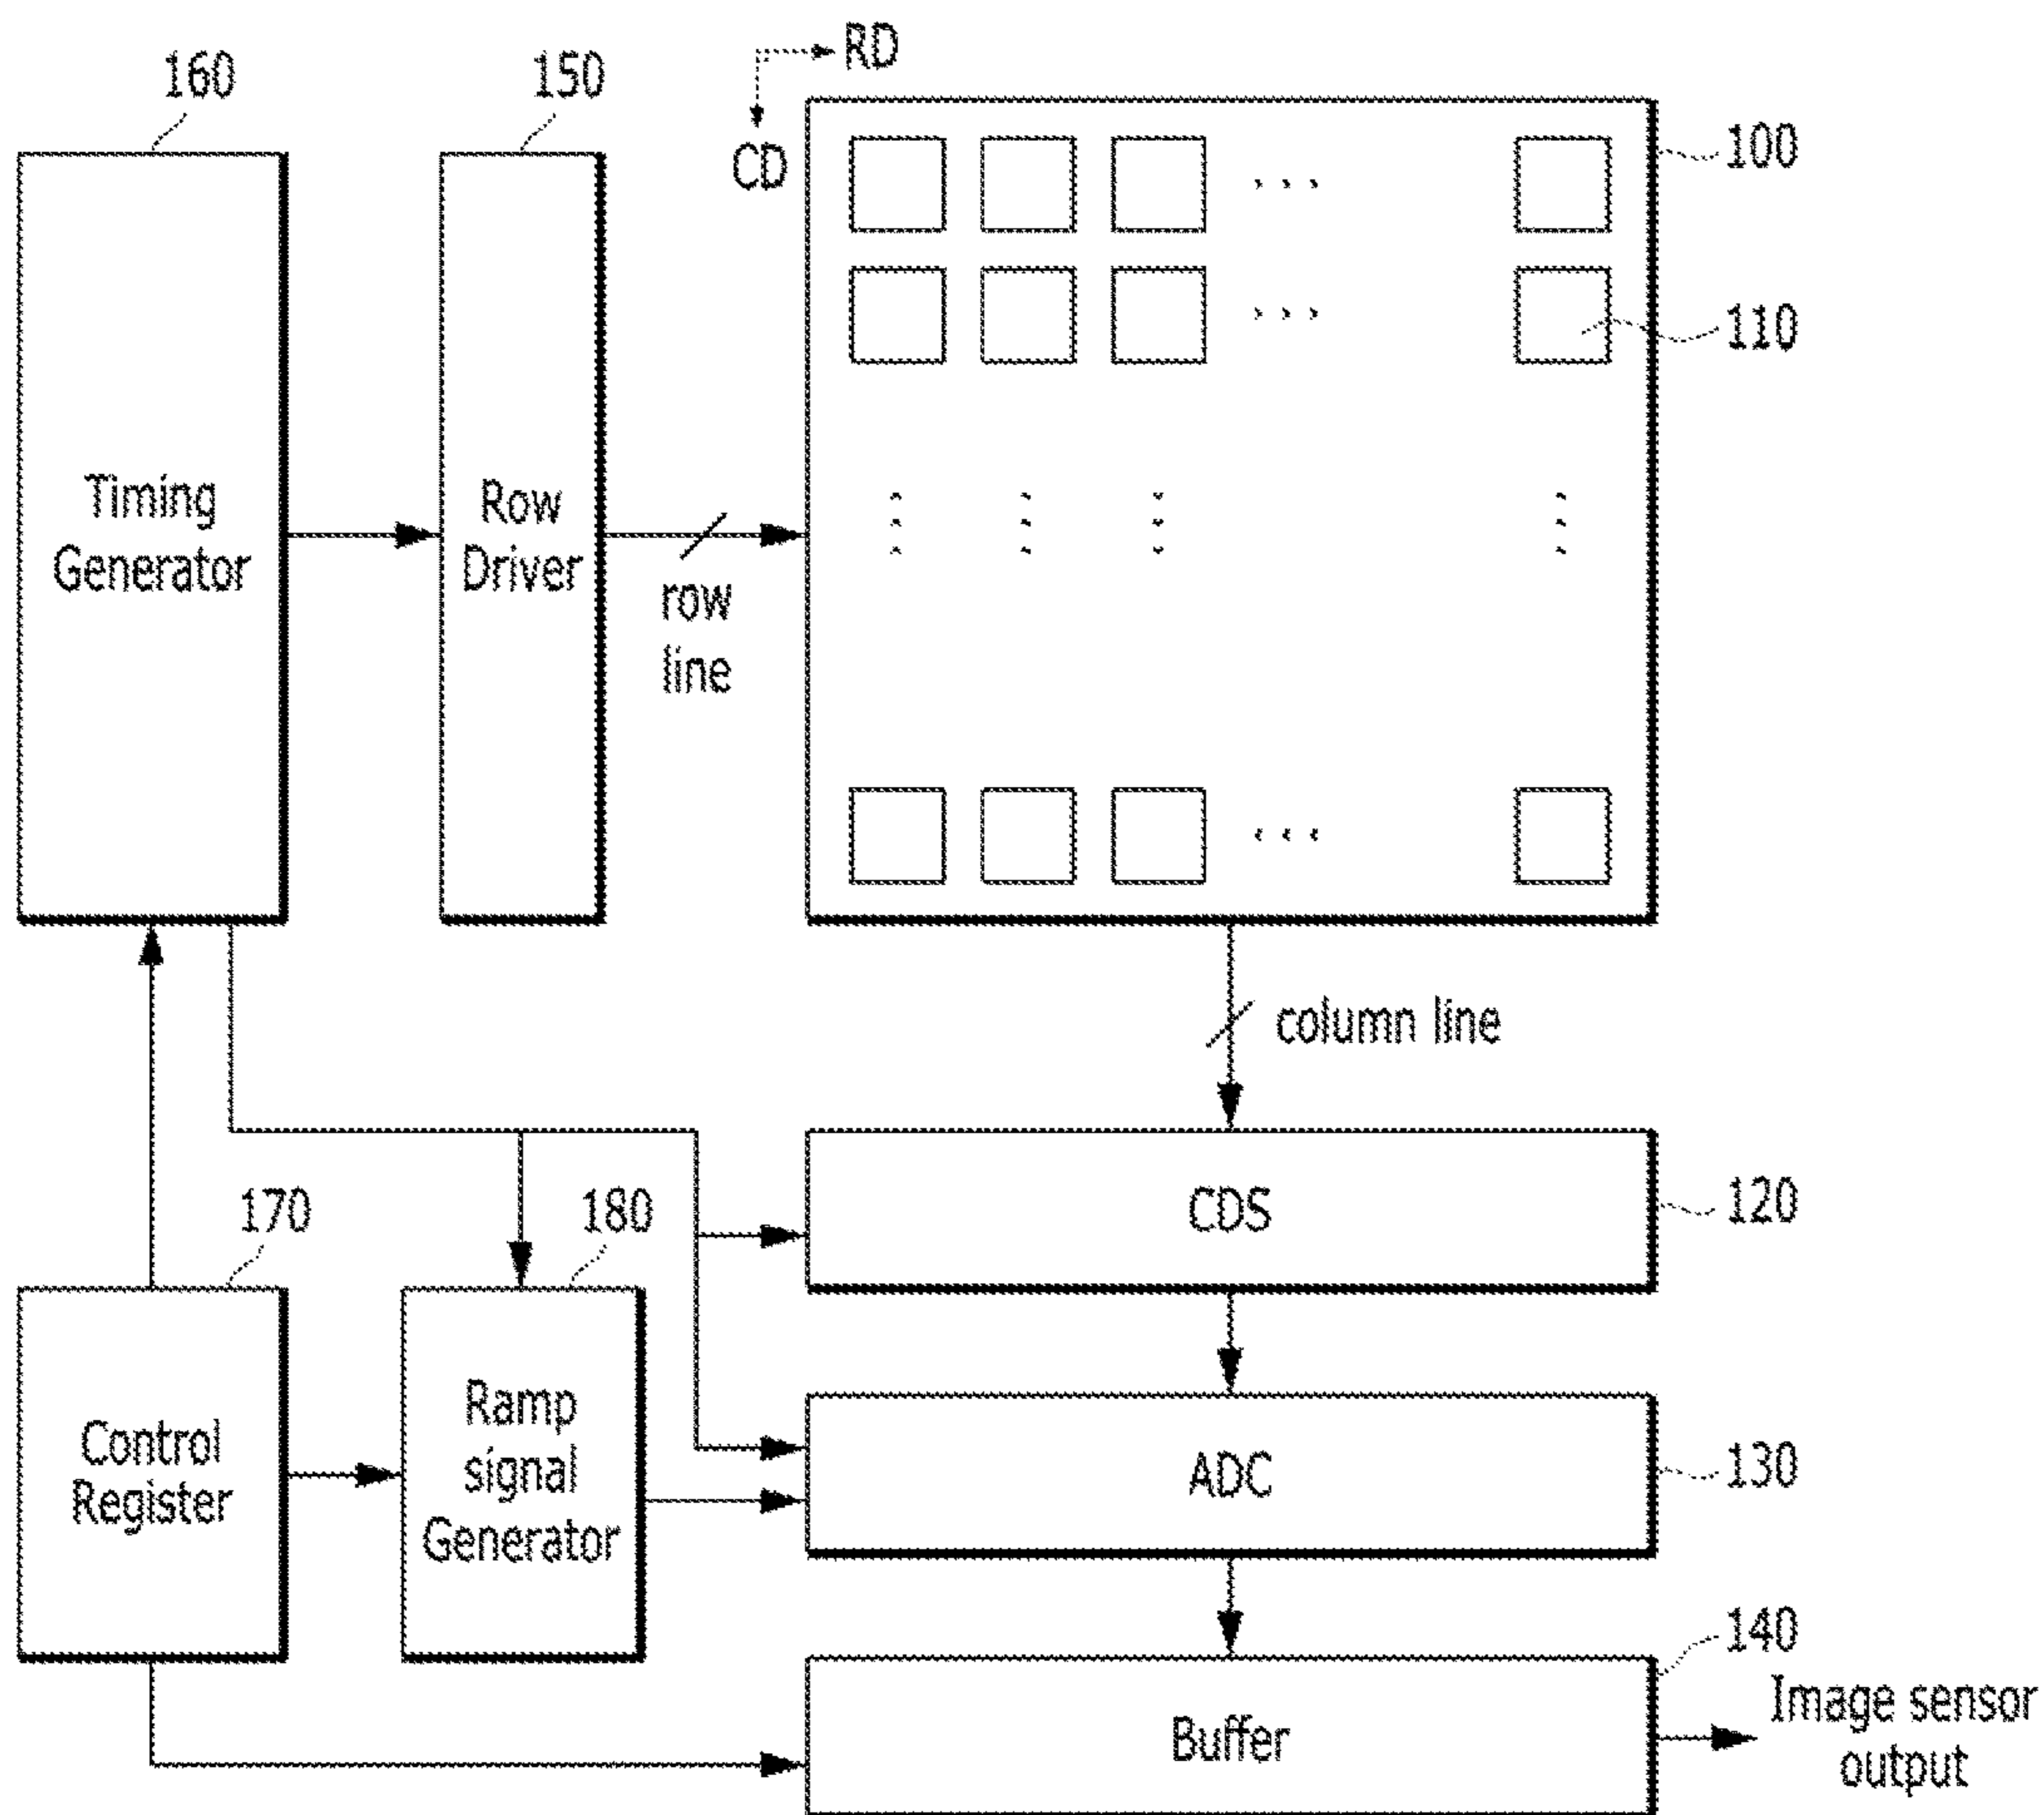 RD
160
150
CD
100
110
Timing
Generator
Row
Driver
row
line
column line
170
180
CDS
120
Control
Register
Ramp
signal
Generator
ADC
130
140
Buffer
Image sensor
output